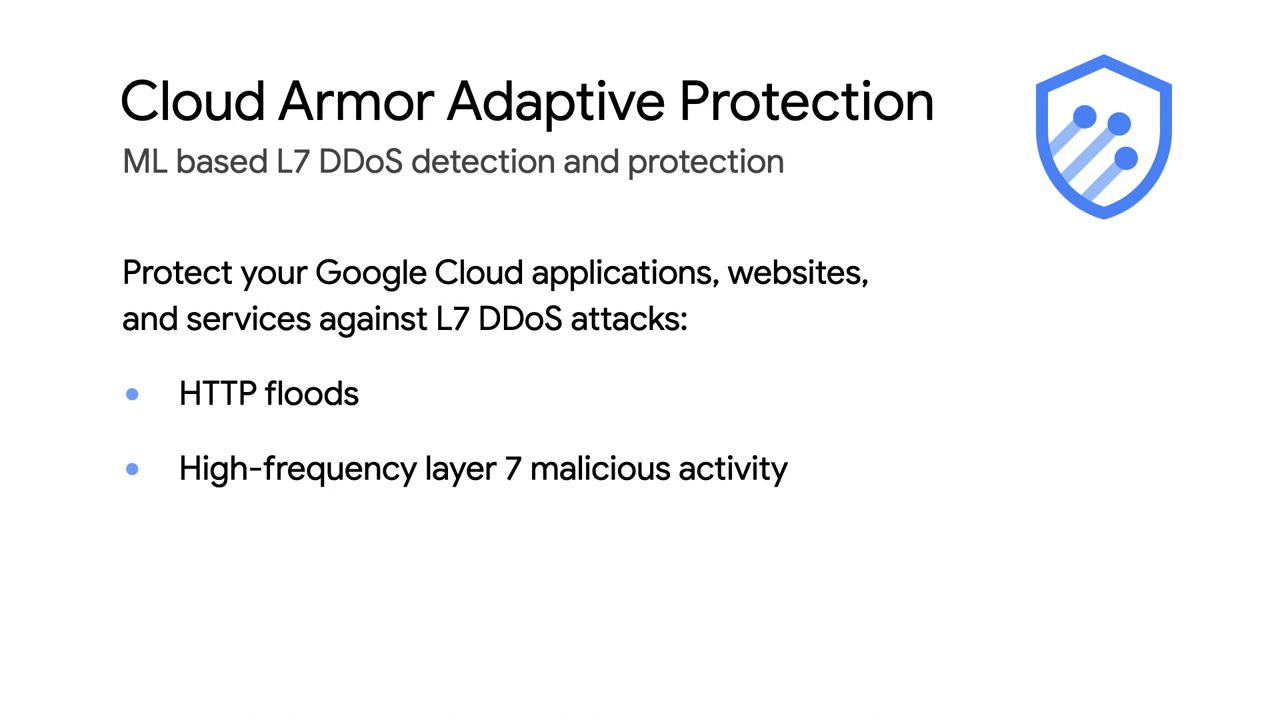 Cloud Armor Adaptive Protection
ML based L7 DDoS detection and protection
Protect your Google Cloud applications, websites,
and services against L7 DDoS attacks:
• HTTP floods
• High-frequency layer 7 malicious activity